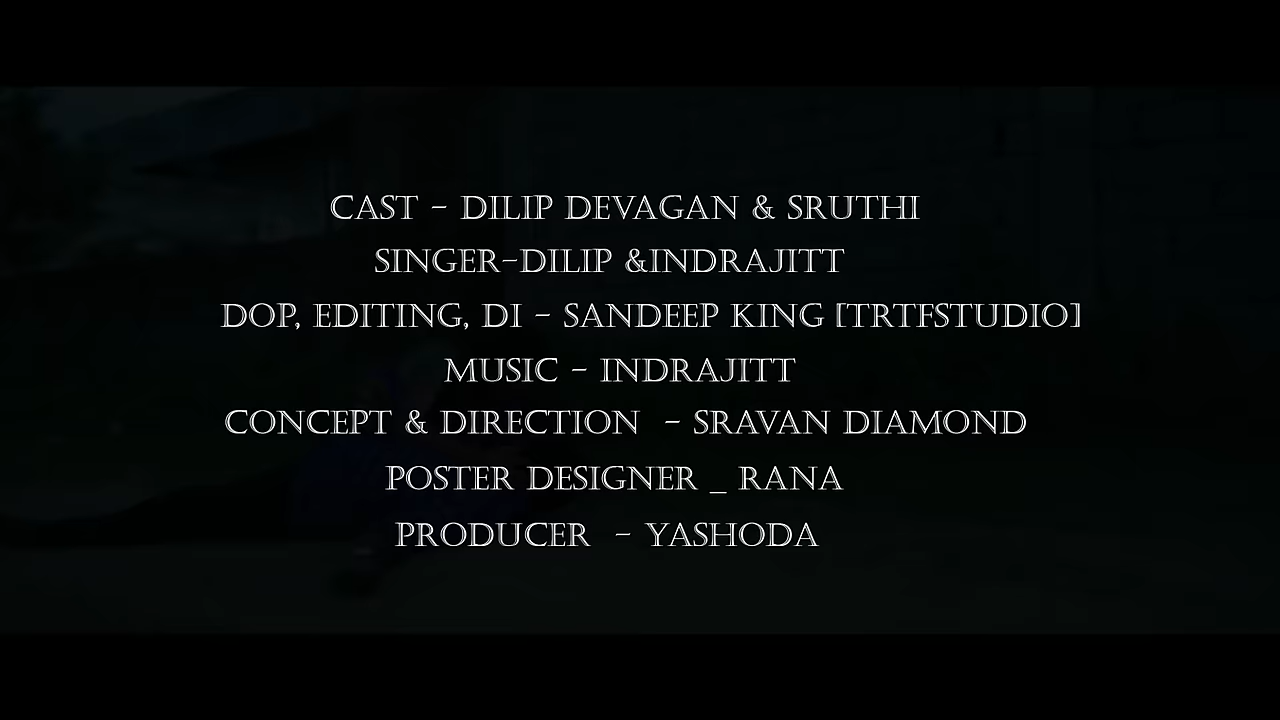 CAST - DILIP DEVAGAN & SRUTHI
SINGER-DILIP &INDRAJITT
DOP, EDITING, DI - SANDEEP KING [TRTFSTUDIO]
MUSIC - INDRAJITT
CONCEPT & DIRECTION  - SRAVAN DIAMOND
POSTER DESIGNER _ RANA
PRODUCER  - YASHODA